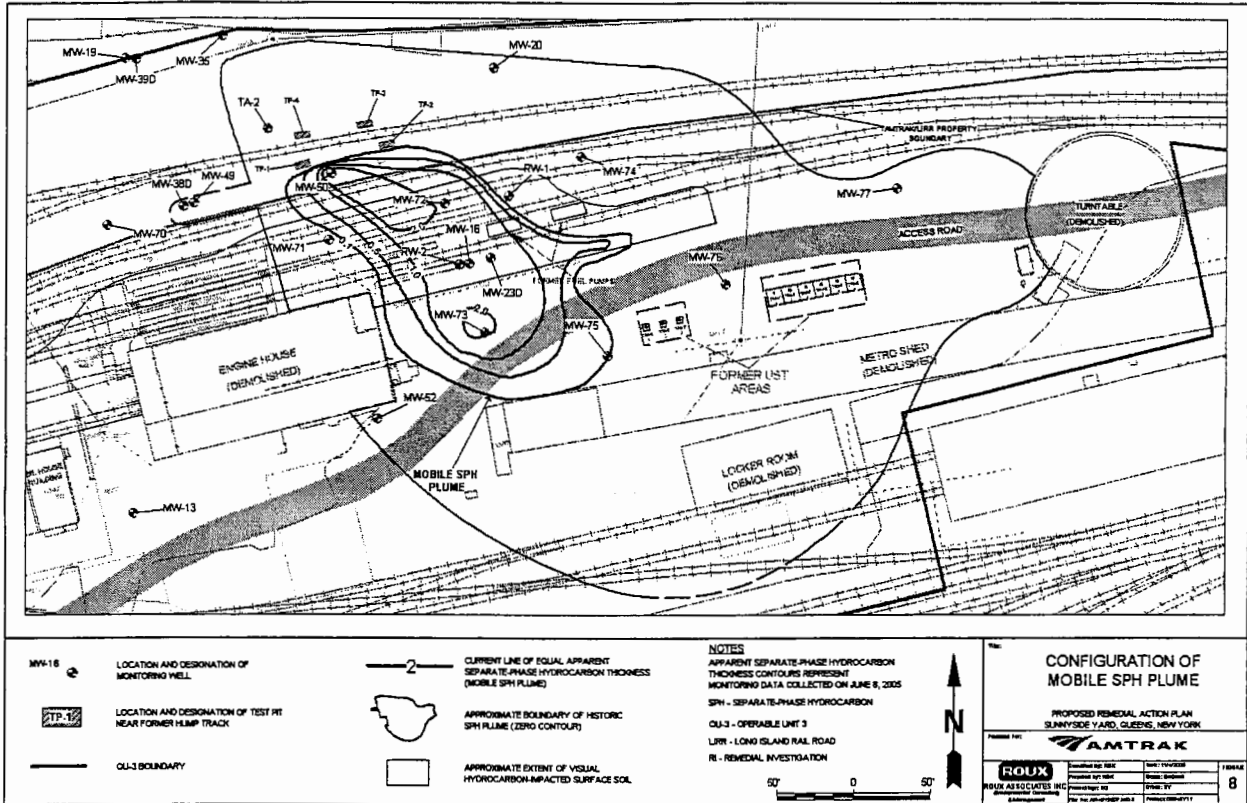 MW-19
MW-39D
MW-35
MW-20
TA-2
TP-4
TP-3
TP-2
AMTRAK/LIRR PROPERTY
BOUNDARY
MW-50
MW-74
MW-38D
MW-49
MW-72
RW-1
MW-77
TURNTABLE
(DEMOLISHED)
MW-70
MW-71
MW-16
RW-2
ACCESS ROAD
MW-23D
FORMER FUEL PUMPS
MW-76
MW-73
MW-75
ENGINE HOUSE
(DEMOLISHED)
METRO SHED
(DEMOLISHED)
FORMER UST
AREAS
MW-52
MOBILE SPH
PLUME
LOCKER ROOM
(DEMOLISHED)
MW-13
MW-16
LOCATION AND DESIGNATION OF
MONITORING WELL
TP-1
LOCATION AND DESIGNATION OF TEST PIT
NEAR FORMER HUMP TRACK
OU-3 BOUNDARY
2
CURRENT LINE OF EQUAL APPARENT
SEPARATE-PHASE HYDROCARBON THICKNESS
(MOBILE SPH PLUME)
APPROXIMATE BOUNDARY OF HISTORIC
SPH PLUME (ZERO CONTOUR)
APPROXIMATE EXTENT OF VISUAL
HYDROCARBON-IMPACTED SURFACE SOIL
NOTES
APPARENT SEPARATE-PHASE HYDROCARBON
THICKNESS CONTOURS REPRESENT
MONITORING DATA COLLECTED ON JUNE 8, 2005
SPH - SEPARATE-PHASE HYDROCARBON
OU-3 - OPERABLE UNIT 3
LIRR - LONG ISLAND RAIL ROAD
RI - REMEDIAL INVESTIGATION
N
50' 0 50'
Title:
CONFIGURATION OF
MOBILE SPH PLUME
PROPOSED REMEDIAL ACTION PLAN
SUNNYSIDE YARD, QUEENS, NEW YORK
Prepared For:
AMTRAK
ROUX
ROUX ASSOCIATES INC
Environmental Consulting
& Management
FIGURE
8